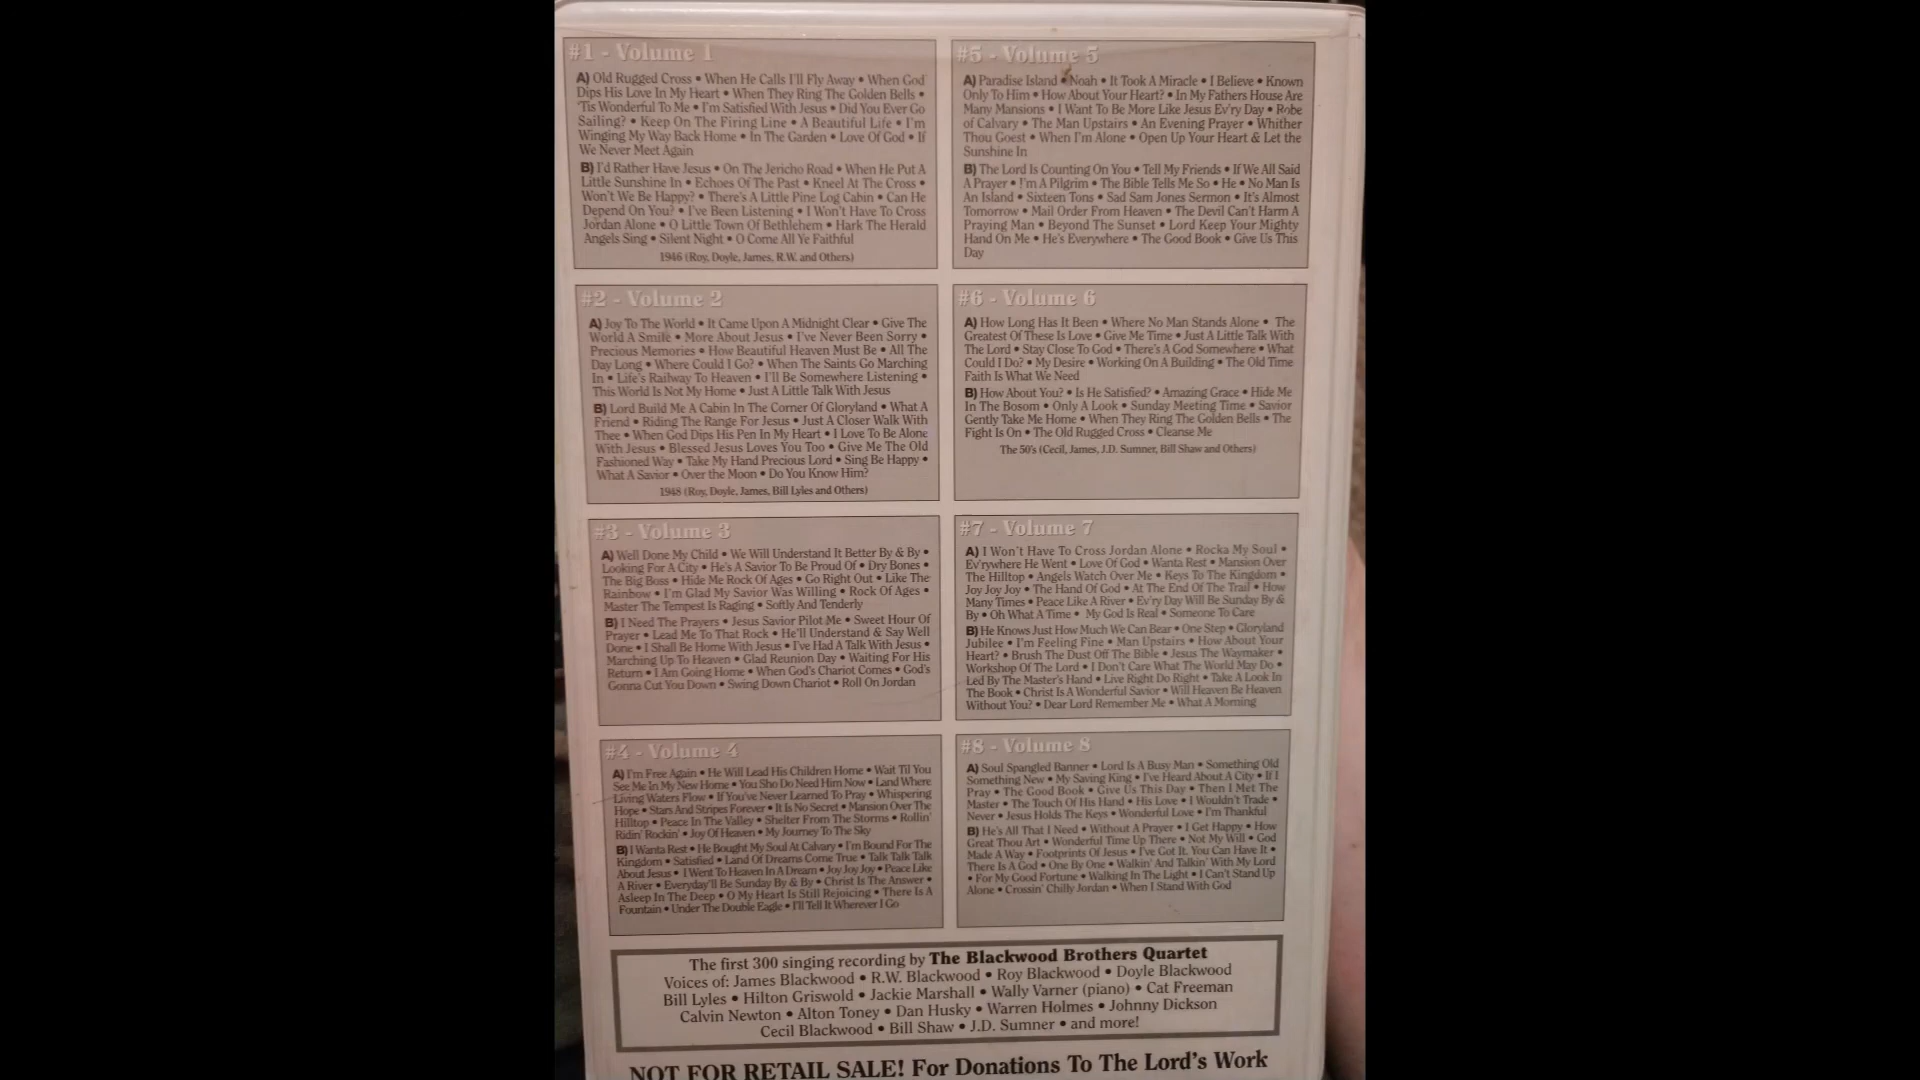 #1 - Volume 1
A) Old Rugged Cross • When He Calls I'll Fly Away • When God
Dips His Love In My Heart • When They Ring The Golden Bells •
'Tis Wonderful To Me • I'm Satisfied With Jesus • Did You Ever Go
Sailing? • Keep On The Firing Line • A Beautiful Life • I'm
Winging My Way Back Home • In The Garden • Love Of God • If
We Never Meet Again
B) I'd Rather Have Jesus • On The Jericho Road • When He Put A
Little Sunshine In • Echoes Of The Past • Kneel At The Cross •
Won't We Be Happy? • There's A Little Pine Log Cabin • Can He
Depend On You? • I've Been Listening • I Won't Have To Cross
Jordan Alone • O Little Town Of Bethlehem • Hark The Herald
Angels Sing • Silent Night • O Come All Ye Faithful
1946 (Roy, Doyle, James, R.W. and Others)
#2 - Volume 2
A) Joy To The World • It Came Upon A Midnight Clear • Give The
World A Smile • More About Jesus • I've Never Been Sorry •
Precious Memories • How Beautiful Heaven Must Be • All The
Day Long • Where Could I Go? • When The Saints Go Marching
In • Life's Railway To Heaven • I'll Be Somewhere Listening •
This World Is Not My Home • Just A Little Talk With Jesus
B) Lord Build Me A Cabin In The Corner Of Gloryland • What A
Friend • Riding The Range For Jesus • Just A Closer Walk With
Thee • When God Dips His Pen In My Heart • I Love To Be Alone
With Jesus • Blessed Jesus Loves You Too • Give Me The Old
Fashioned Way • Take My Hand Precious Lord • Sing Be Happy •
What A Savior • Over the Moon • Do You Know Him?
1948 (Roy, Doyle, James, Bill Lyles and Others)
#3 - Volume 3
A) Well Done My Child • We Will Understand It Better By & By •
Looking For A City • He's A Savior To Be Proud Of • Dry Bones •
The Big Boss • Hide Me Rock Of Ages • Go Right Out • Like The
Rainbow • I'm Glad My Savior Was Willing • Rock Of Ages •
Master The Tempest Is Raging • Softly And Tenderly
B) I Need The Prayers • Jesus Savior Pilot Me • Sweet Hour Of
Prayer • Lead Me To That Rock • He'll Understand & Say Well
Done • I Shall Be Home With Jesus • I've Had A Talk With Jesus •
Marching Up To Heaven • Glad Reunion Day • Waiting For His
Return • I Am Going Home • When God's Chariot Comes • God's
Gonna Cut You Down • Swing Down Chariot • Roll On Jordan
#4 - Volume 4
A) I'm Free Again • He Will Lead His Children Home • Wait Til You
See Me In My New Home • You Sho Do Need Him Now • Land Where
Living Waters Flow • If You've Never Learned To Pray • Whispering
Hope • Stars And Stripes Forever • It Is No Secret • Mansion Over The
Hilltop • Peace In The Valley • Shelter From The Storms • Rollin'
Ridin' Rockin' • Joy Of Heaven • My Journey To The Sky
B) I Wanta Rest • He Bought My Soul At Calvary • I'm Bound For The
Kingdom • Satisfied • Land Of Dreams Come True • Talk Talk Talk
About Jesus • I Went To Heaven In A Dream • Joy Joy Joy • Peace Like
A River • Everyday'll Be Sunday By & By • Christ Is The Answer •
Asleep In The Deep • O My Heart Is Still Rejoicing • There Is A
Fountain • Under The Double Eagle • I'll Tell It Wherever I Go
#5 - Volume 5
A) Paradise Island • Noah • It Took A Miracle • I Believe • Known
Only To Him • How About Your Heart? • In My Fathers House Are
Many Mansions • I Want To Be More Like Jesus Ev'ry Day • Robe
of Calvary • The Man Upstairs • An Evening Prayer • Whither
Thou Goest • When I'm Alone • Open Up Your Heart & Let the
Sunshine In
B) The Lord Is Counting On You • Tell My Friends • If We All Said
A Prayer • I'm A Pilgrim • The Bible Tells Me So • He • No Man Is
An Island • Sixteen Tons • Sad Sam Jones Sermon • It's Almost
Tomorrow • Mail Order From Heaven • The Devil Can't Harm A
Praying Man • Beyond The Sunset • Lord Keep Your Mighty
Hand On Me • He's Everywhere • The Good Book • Give Us This
Day
#6 - Volume 6
A) How Long Has It Been • Where No Man Stands Alone • The
Greatest Of These Is Love • Give Me Time • Just A Little Talk With
The Lord • Stay Close To God • There's A God Somewhere • What
Could I Do? • My Desire • Working On A Building • The Old Time
Faith Is What We Need
B) How About You? • Is He Satisfied? • Amazing Grace • Hide Me
In The Bosom • Only A Look • Sunday Meeting Time • Savior
Gently Take Me Home • When They Ring The Golden Bells • The
Fight Is On • The Old Rugged Cross • Cleanse Me
The 50's (Cecil, James, J.D. Sumner, Bill Shaw and Others)
#7 - Volume 7
A) I Won't Have To Cross Jordan Alone • Rocka My Soul •
Ev'rywhere He Went • Love Of God • Wanta Rest • Mansion Over
The Hilltop • Angels Watch Over Me • Keys To The Kingdom •
Joy Joy Joy • The Hand Of God • At The End Of The Trail • How
Many Times • Peace Like A River • Ev'ry Day Will Be Sunday By &
By • Oh What A Time • My God Is Real • Someone To Care
B) He Knows Just How Much We Can Bear • One Step • Gloryland
Jubilee • I'm Feeling Fine • Man Upstairs • How About Your
Heart? • Brush The Dust Off The Bible • Jesus The Waymaker •
Workshop Of The Lord • I Don't Care What The World May Do •
Led By The Master's Hand • Live Right Do Right • Take A Look In
The Book • Christ Is A Wonderful Savior • Will Heaven Be Heaven
Without You? • Dear Lord Remember Me • What A Morning
#8 - Volume 8
A) Soul Spangled Banner • Lord Is A Busy Man • Something Old
Something New • My Saving King • I've Heard About A City • If I
Pray • The Good Book • Give Us This Day • Then I Met The
Master • The Touch Of His Hand • His Love • I Wouldn't Trade •
Never • Jesus Holds The Keys • Wonderful Love • I'm Thankful
B) He's All That I Need • Without A Prayer • I Get Happy • How
Great Thou Art • Wonderful Time Up There • Not My Will • God
Made A Way • Footprints Of Jesus • I've Got It, You Can Have It •
There Is A God • One By One • Walkin' And Talkin' With My Lord
• For My Good Fortune • Walking In The Light • I Can't Stand Up
Alone • Crossin' Chilly Jordan • When I Stand With God
The first 300 singing recording by The Blackwood Brothers Quartet
Voices of: James Blackwood • R.W. Blackwood • Roy Blackwood • Doyle Blackwood
Bill Lyles • Hilton Griswold • Jackie Marshall • Wally Varner (piano) • Cat Freeman
Calvin Newton • Alton Toney • Dan Husky • Warren Holmes • Johnny Dickson
Cecil Blackwood • Bill Shaw • J.D. Sumner • and more!
NOT FOR RETAIL SALE! For Donations To The Lord's Work